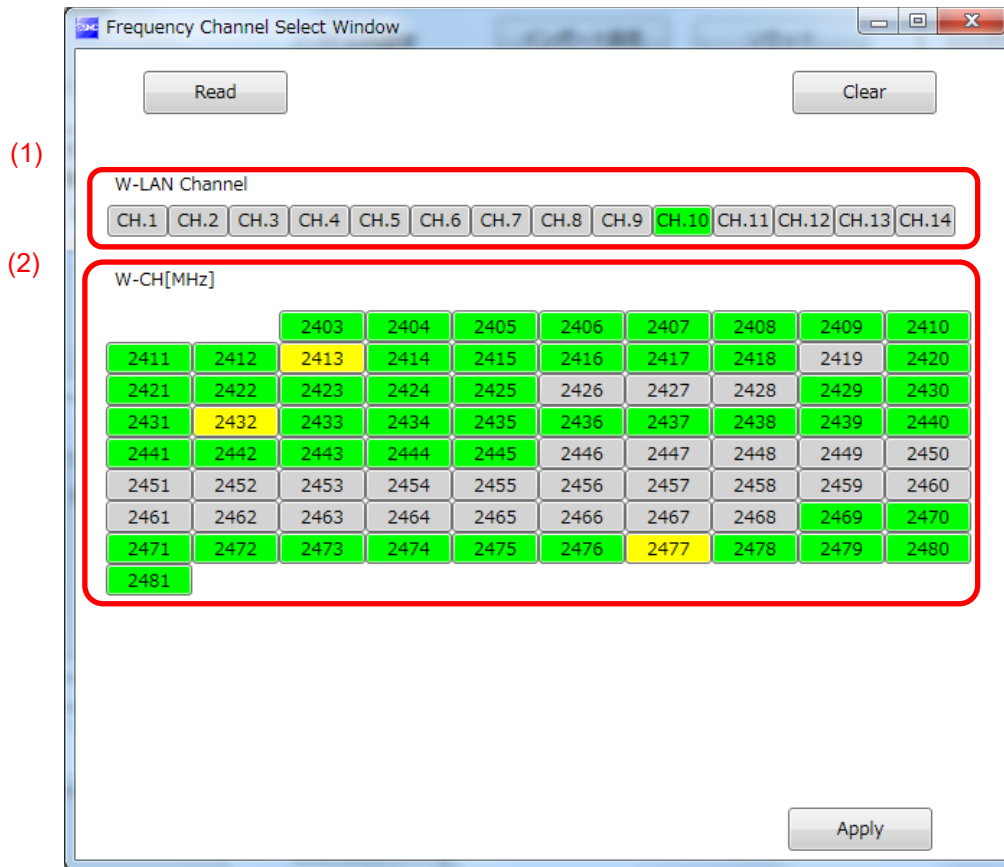 Frequency Channel Select Window
Read Clear
(1)
W-LAN Channel
CH.1 CH.2 CH.3 CH.4 CH.5 CH.6 CH.7 CH.8 CH.9 CH.10 CH.11 CH.12 CH.13 CH.14
(2)
W-CH[MHz]
2403 2404 2405 2406 2407 2408 2409 2410
2411 2412 2413 2414 2415 2416 2417 2418 2419 2420
2421 2422 2423 2424 2425 2426 2427 2428 2429 2430
2431 2432 2433 2434 2435 2436 2437 2438 2439 2440
2441 2442 2443 2444 2445 2446 2447 2448 2449 2450
2451 2452 2453 2454 2455 2456 2457 2458 2459 2460
2461 2462 2463 2464 2465 2466 2467 2468 2469 2470
2471 2472 2473 2474 2475 2476 2477 2478 2479 2480
2481
Apply